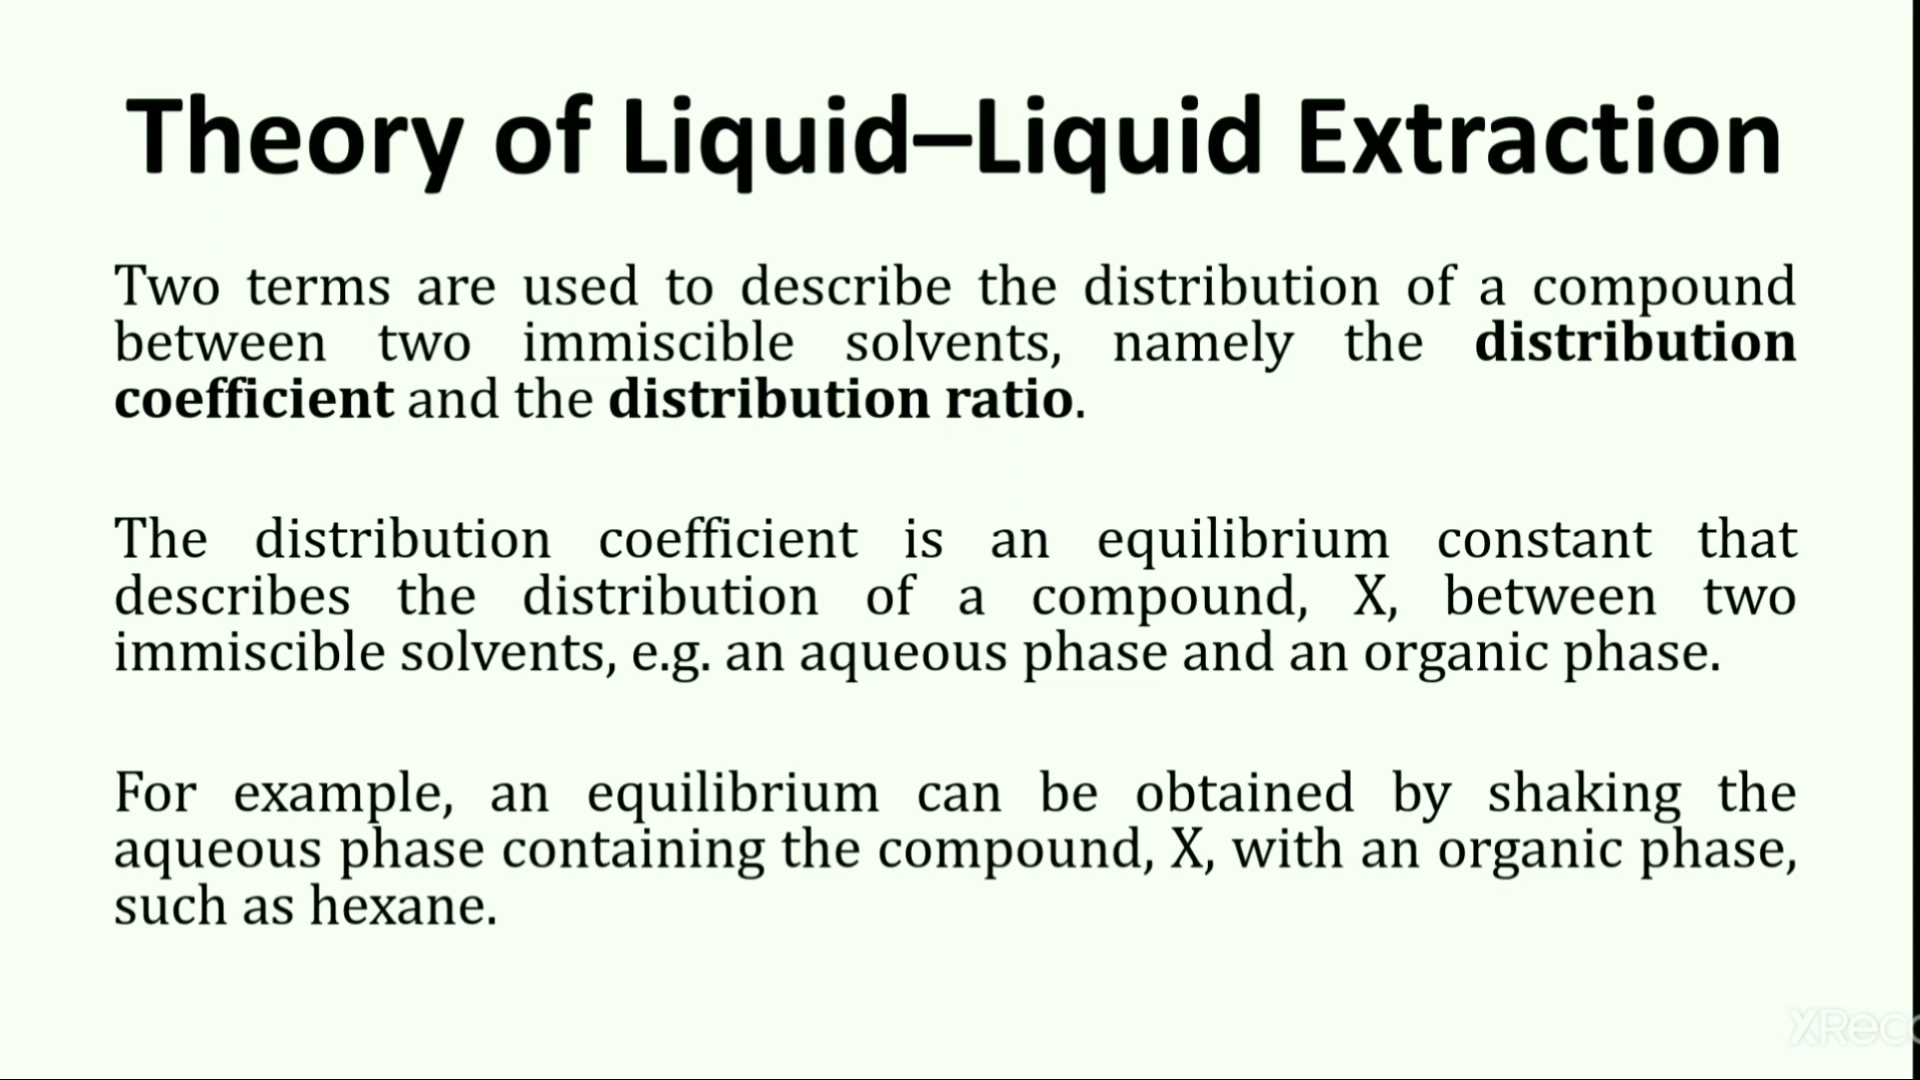 Theory of Liquid–Liquid Extraction
Two terms are used to describe the distribution of a compound
between two immiscible solvents, namely the distribution
coefficient and the distribution ratio.
The distribution coefficient is an equilibrium constant that
describes the distribution of a compound, X, between two
immiscible solvents, e.g. an aqueous phase and an organic phase.
For example, an equilibrium can be obtained by shaking the
aqueous phase containing the compound, X, with an organic phase,
such as hexane.